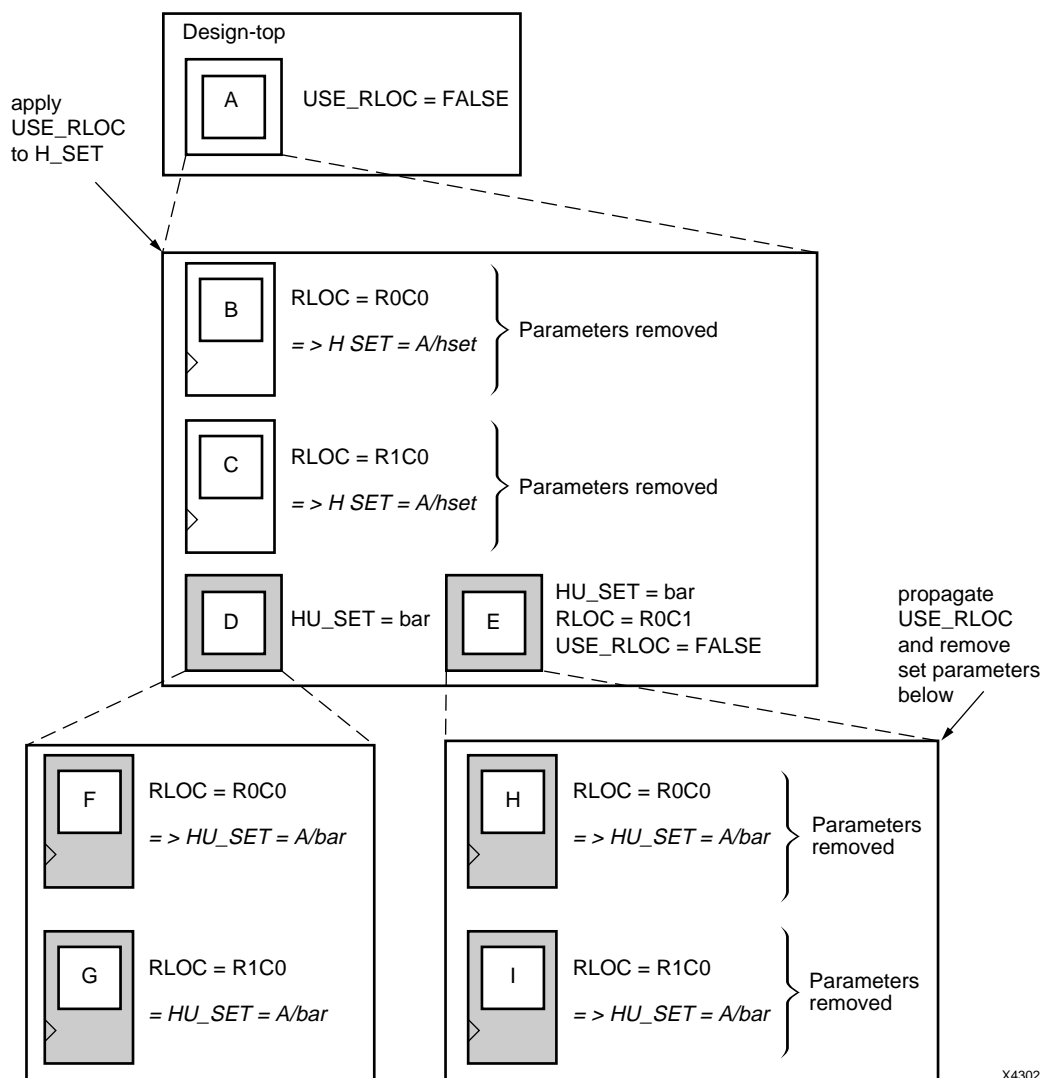 Design-top
A
USE_RLOC = FALSE
apply
USE_RLOC
to H_SET
B
RLOC = R0C0
= > H SET = A/hset
Parameters removed
C
RLOC = R1C0
= > H SET = A/hset
Parameters removed
D
HU_SET = bar
E
HU_SET = bar
RLOC = R0C1
USE_RLOC = FALSE
propagate
USE_RLOC
and remove
set parameters
below
F
RLOC = R0C0
= > HU_SET = A/bar
G
RLOC = R1C0
= HU_SET = A/bar
H
RLOC = R0C0
= > HU_SET = A/bar
Parameters
removed
I
RLOC = R1C0
= > HU_SET = A/bar
Parameters
removed
X4302